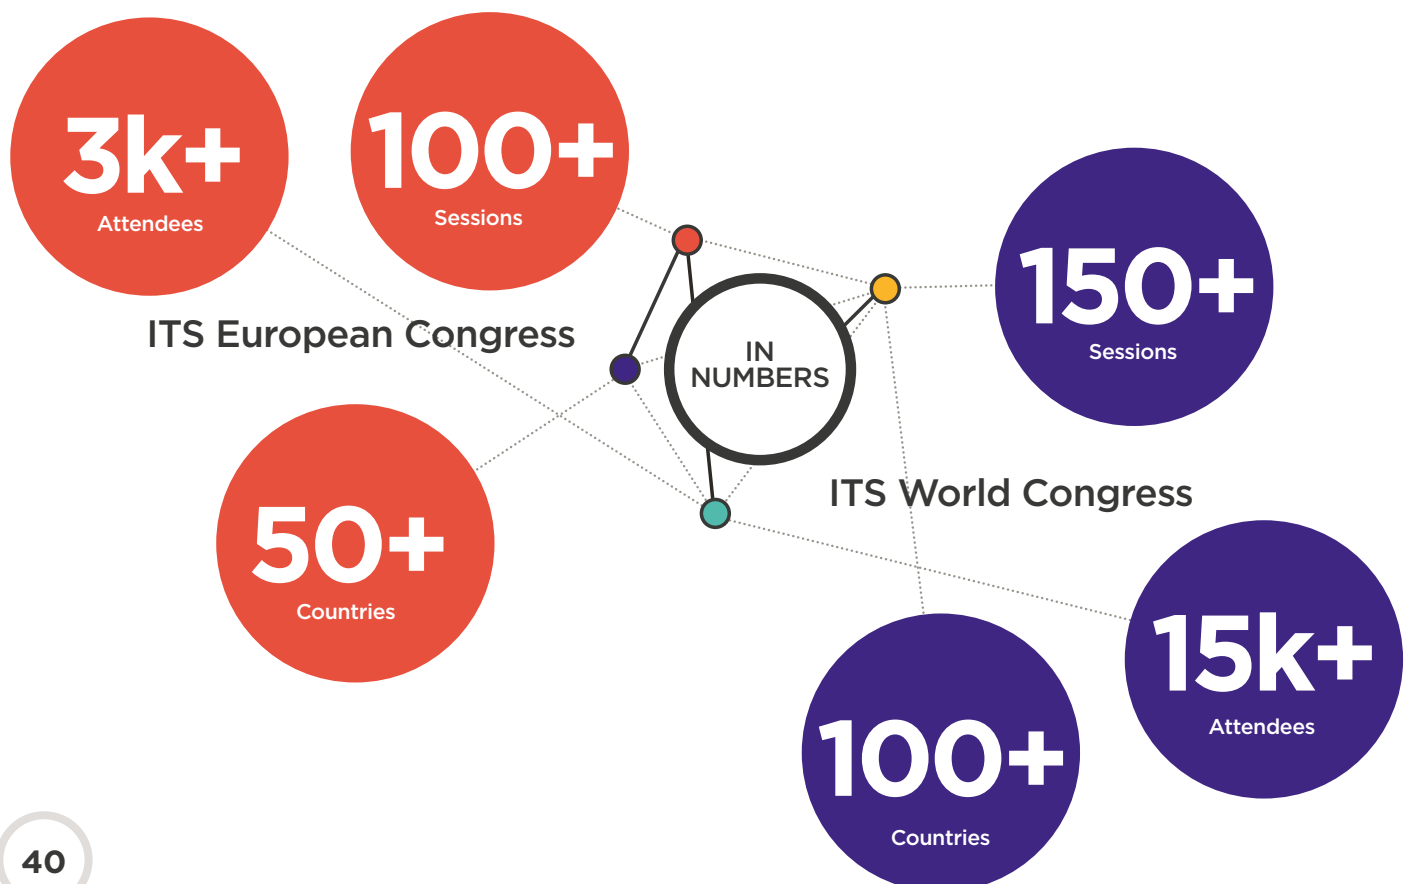 3k+
Attendees
100+
Sessions
ITS European Congress
50+
Countries
IN
NUMBERS
150+
Sessions
ITS World Congress
15k+
Attendees
100+
Countries
40